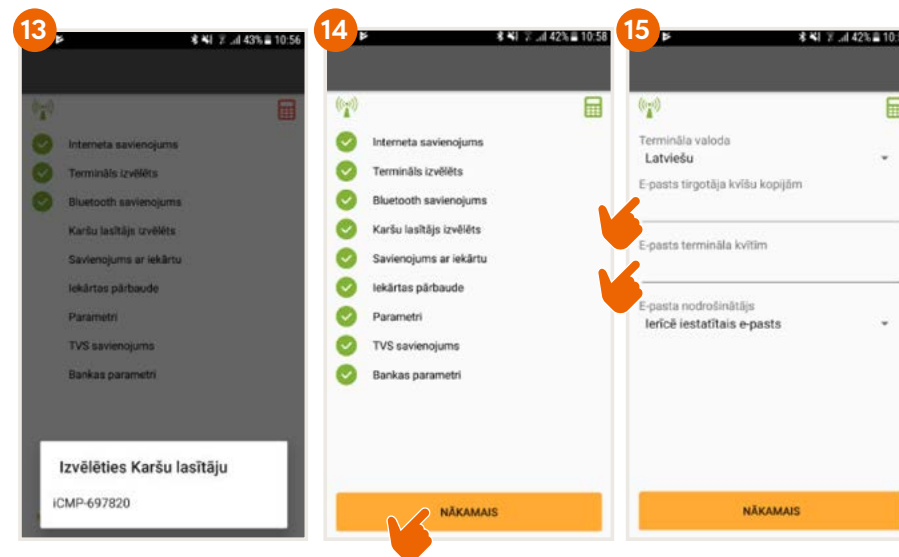 13
43% 10:56
Interneta savienojums
Termināls izvēlēts
Bluetooth savienojums
Karšu lasītājs izvēlēts
Savienojums ar iekārtu
Iekārtas pārbaude
Parametri
TVS savienojums
Bankas parametri
Izvēlēties Karšu lasītāju
iCMP-697820
14
42% 10:58
Interneta savienojums
Termināls izvēlēts
Bluetooth savienojums
Karšu lasītājs izvēlēts
Savienojums ar iekārtu
Iekārtas pārbaude
Parametri
TVS savienojums
Bankas parametri
NĀKAMAIS
15
42%
Termināla valoda
Latviešu
E-pasts tirgotāja kvīšu kopijām
E-pasts termināla kvītīm
E-pasta nodrošinātājs
Ierīcē iestatītais e-pasts
NĀKAMAIS